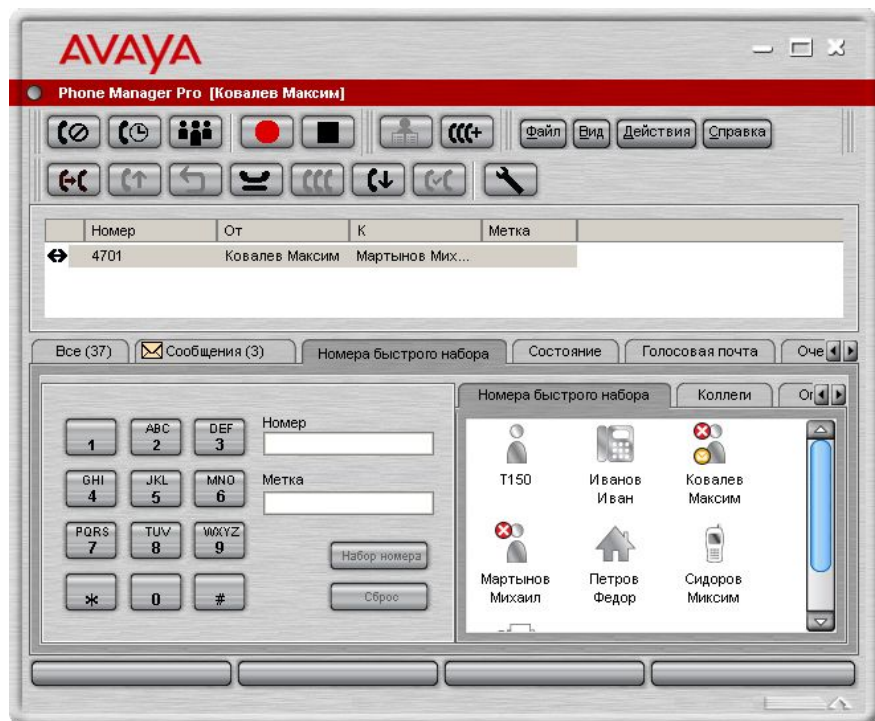 AVAYA
Phone Manager Pro [Ковалев Максим]
Файл Вид Действия Справка
Номер От К Метка
4701 Ковалев Максим Мартынов Мих...
Все (37) Сообщения (3) Номера быстрого набора Состояние Голосовая почта Оче
Номера быстрого набора Коллеги Оп
1 ABC 2 DEF 3
GHI 4 JKL 5 MNO 6
PQRS 7 TUV 8 WXYZ 9
* 0 #
Номер
Метка
Набор номера
Сброс
T150
Иванов Иван
Ковалев Максим
Мартынов Михаил
Петров Федор
Сидоров Миксим